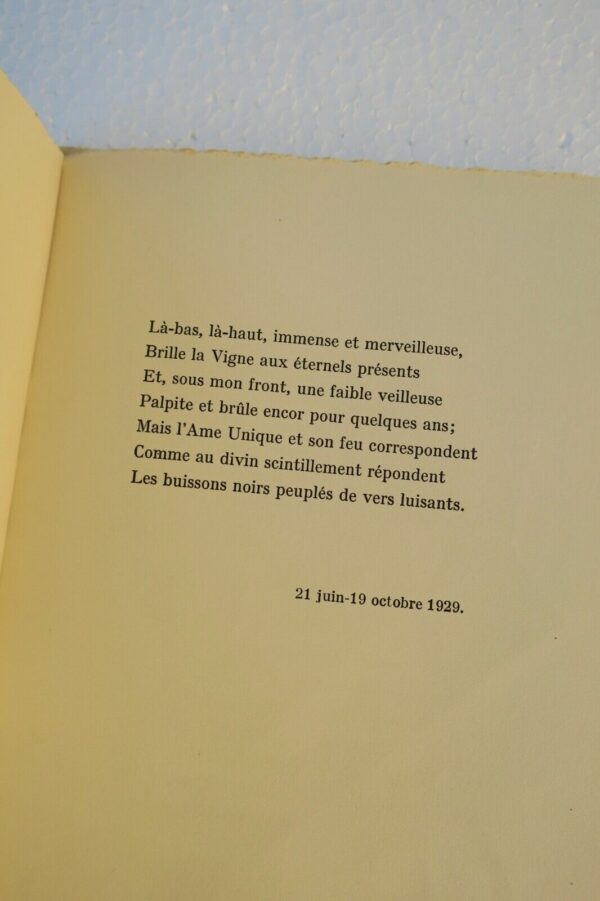 Là-bas, là-haut, immense et merveilleuse,
Brille la Vigne aux éternels présents
Et, sous mon front, une faible veilleuse
Palpite et brûle encor pour quelques ans;
Mais l'Ame Unique et son feu correspondent
Comme au divin scintillement répondent
Les buissons noirs peuplés de vers luisants.
21 juin-19 octobre 1929.